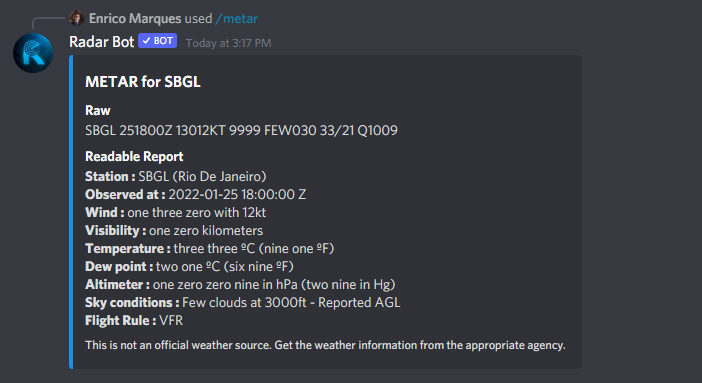 Enrico Marques used /metar
Radar Bot ✓ BOT Today at 3:17 PM
METAR for SBGL
Raw
SBGL 251800Z 13012KT 9999 FEW030 33/21 Q1009
Readable Report
Station : SBGL (Rio De Janeiro)
Observed at : 2022-01-25 18:00:00 Z
Wind : one three zero with 12kt
Visibility : one zero kilometers
Temperature : three three ºC (nine one ºF)
Dew point : two one ºC (six nine ºF)
Altimeter : one zero zero nine in hPa (two nine in Hg)
Sky conditions : Few clouds at 3000ft - Reported AGL
Flight Rule : VFR
This is not an official weather source. Get the weather information from the appropriate agency.